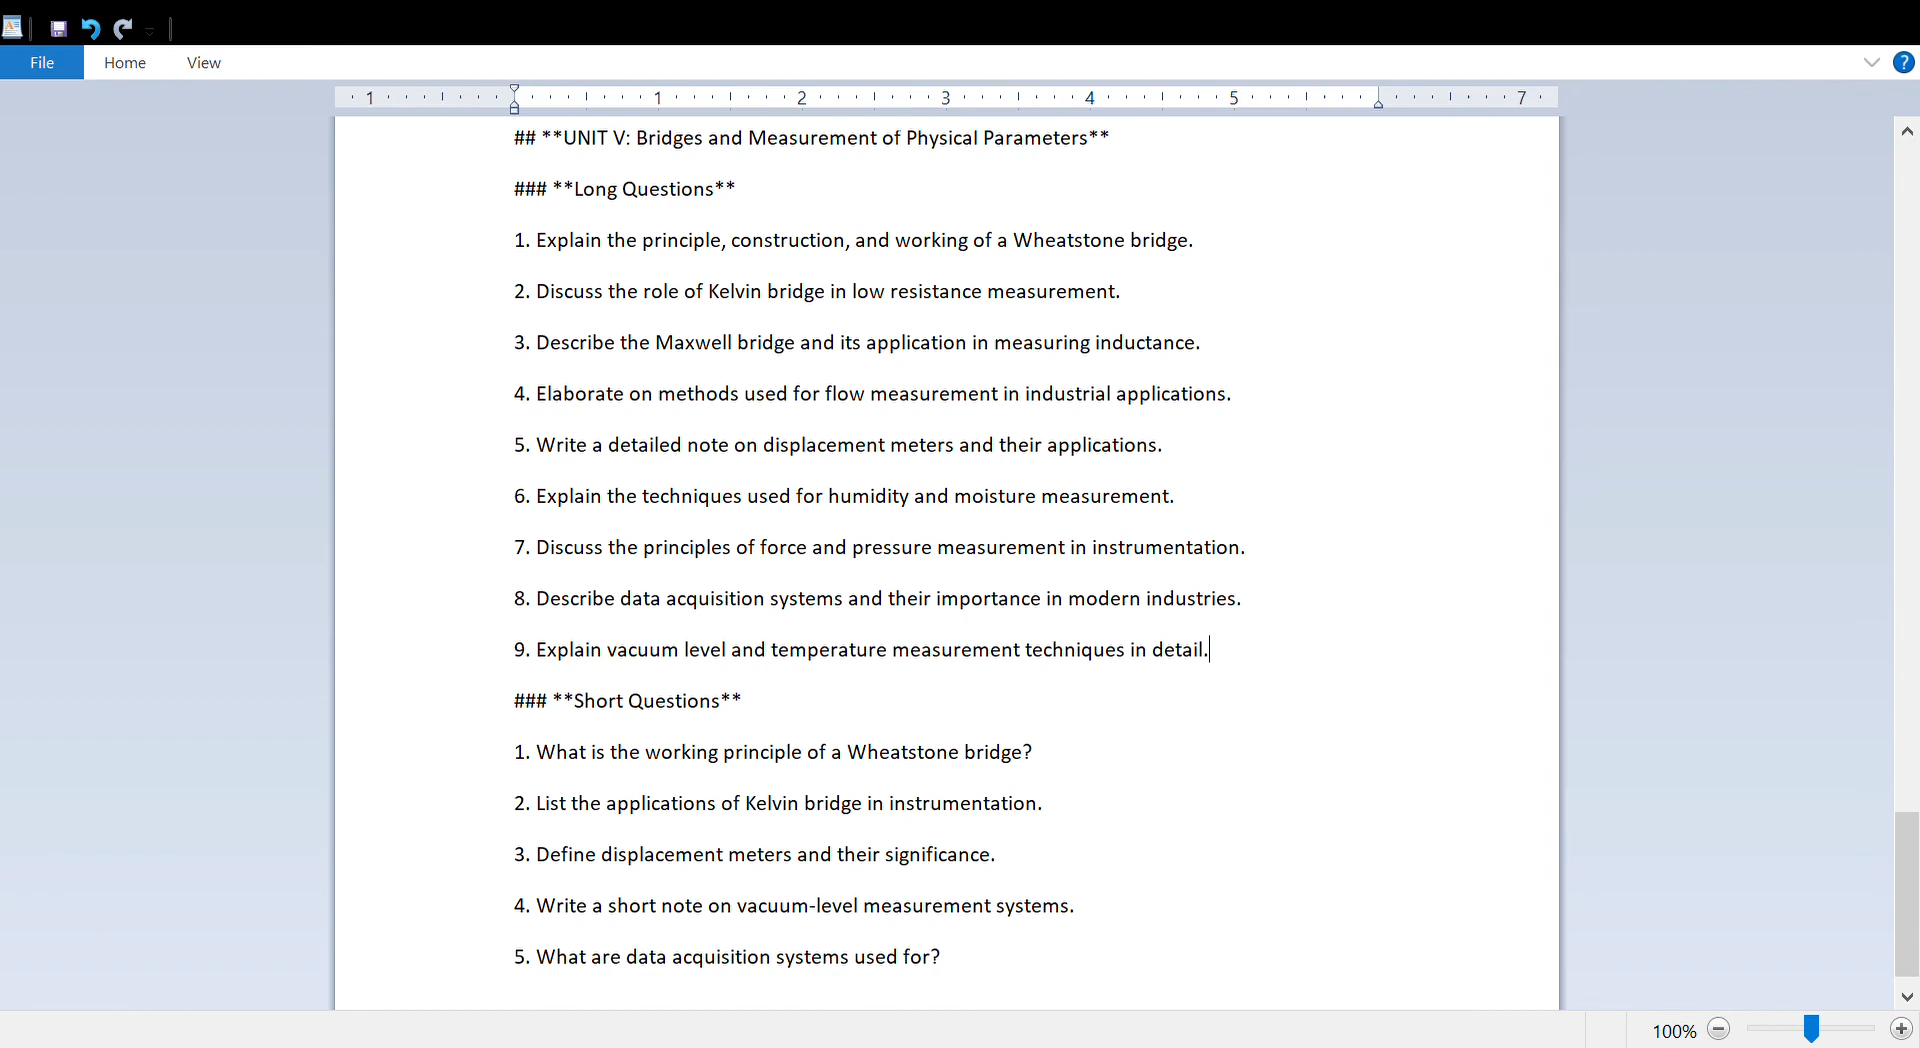 File Home View
1 1 2 3 4 5 7
## **UNIT V: Bridges and Measurement of Physical Parameters**
### **Long Questions**
1. Explain the principle, construction, and working of a Wheatstone bridge.
2. Discuss the role of Kelvin bridge in low resistance measurement.
3. Describe the Maxwell bridge and its application in measuring inductance.
4. Elaborate on methods used for flow measurement in industrial applications.
5. Write a detailed note on displacement meters and their applications.
6. Explain the techniques used for humidity and moisture measurement.
7. Discuss the principles of force and pressure measurement in instrumentation.
8. Describe data acquisition systems and their importance in modern industries.
9. Explain vacuum level and temperature measurement techniques in detail.
### **Short Questions**
1. What is the working principle of a Wheatstone bridge?
2. List the applications of Kelvin bridge in instrumentation.
3. Define displacement meters and their significance.
4. Write a short note on vacuum-level measurement systems.
5. What are data acquisition systems used for?
100%